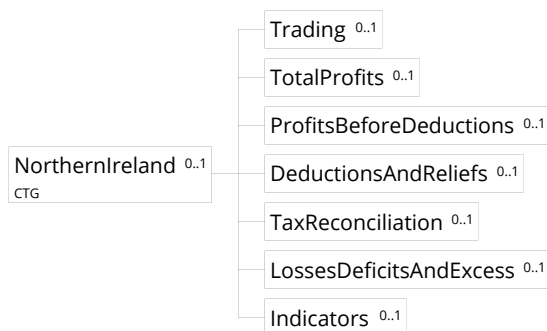 Trading 0..1
TotalProfits 0..1
ProfitsBeforeDeductions 0..1
NorthernIreland 0..1
CTG
DeductionsAndReliefs 0..1
TaxReconciliation 0..1
LossesDeficitsAndExcess 0..1
Indicators 0..1